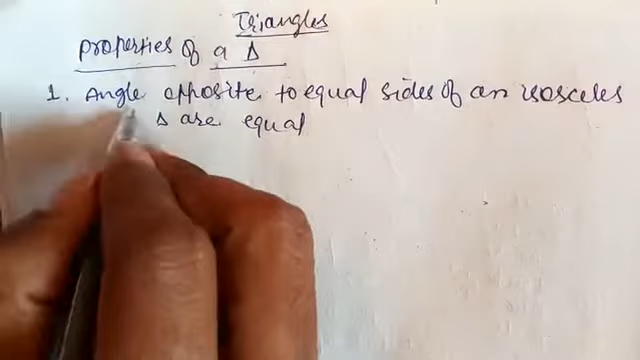 Triangles
Properties of a Δ
1. Angle opposite to equal sides of an isosceles
Δ are equal